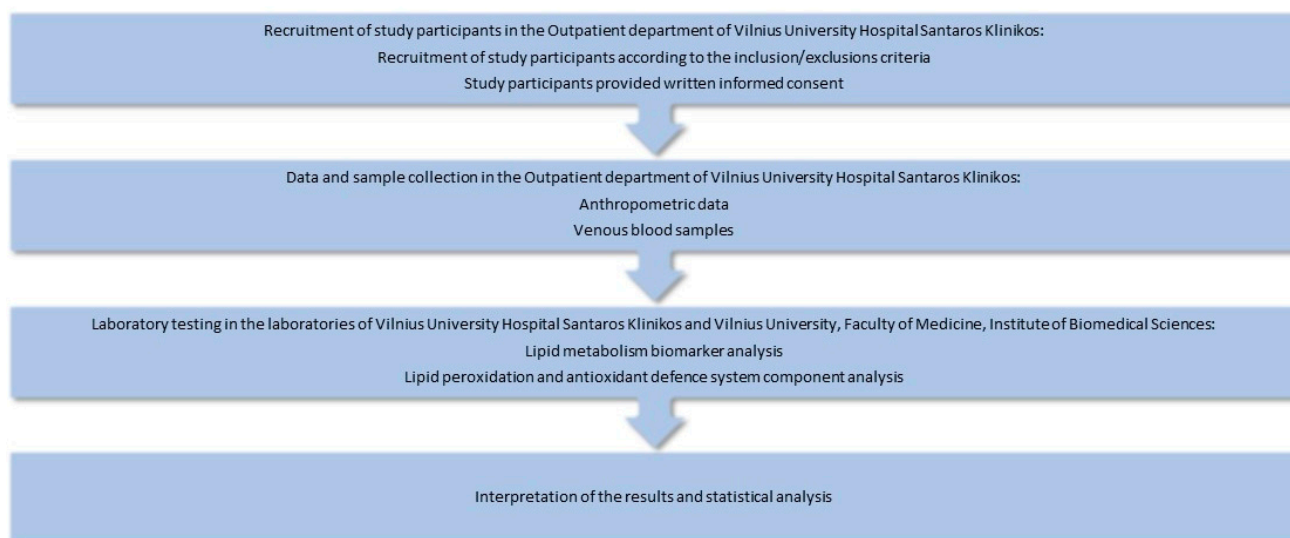 Recruitment of study participants in the Outpatient department of Vilnius University Hospital Santaros Klinikos:
Recruitment of study participants according to the inclusion/exclusions criteria
Study participants provided written informed consent
Data and sample collection in the Outpatient department of Vilnius University Hospital Santaros Klinikos:
Anthropometric data
Venous blood samples
Laboratory testing in the laboratories of Vilnius University Hospital Santaros Klinikos and Vilnius University, Faculty of Medicine, Institute of Biomedical Sciences:
Lipid metabolism biomarker analysis
Lipid peroxidation and antioxidant defence system component analysis
Interpretation of the results and statistical analysis